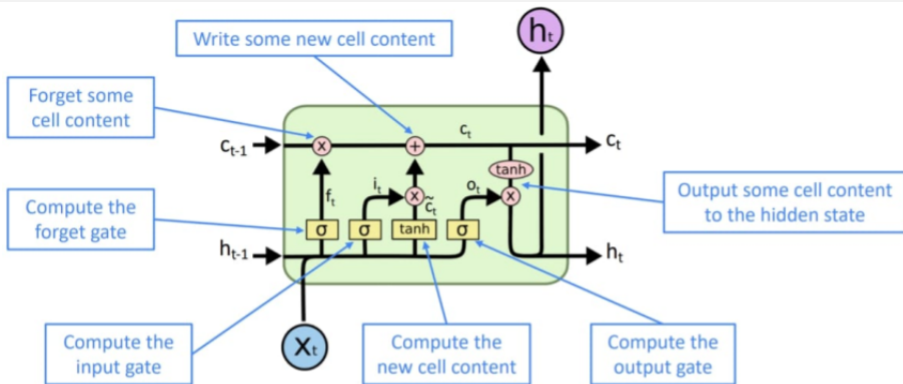 Write some new cell content
hₜ
Forget some
cell content
cₜ₋₁
x
+
cₜ
cₜ
tanh
Compute the
forget gate
fₜ
iₜ
x
c̃ₜ
oₜ
x
Output some cell content
to the hidden state
σ
σ
tanh
σ
hₜ₋₁
hₜ
Compute the
input gate
Xₜ
Compute the
new cell content
Compute the
output gate